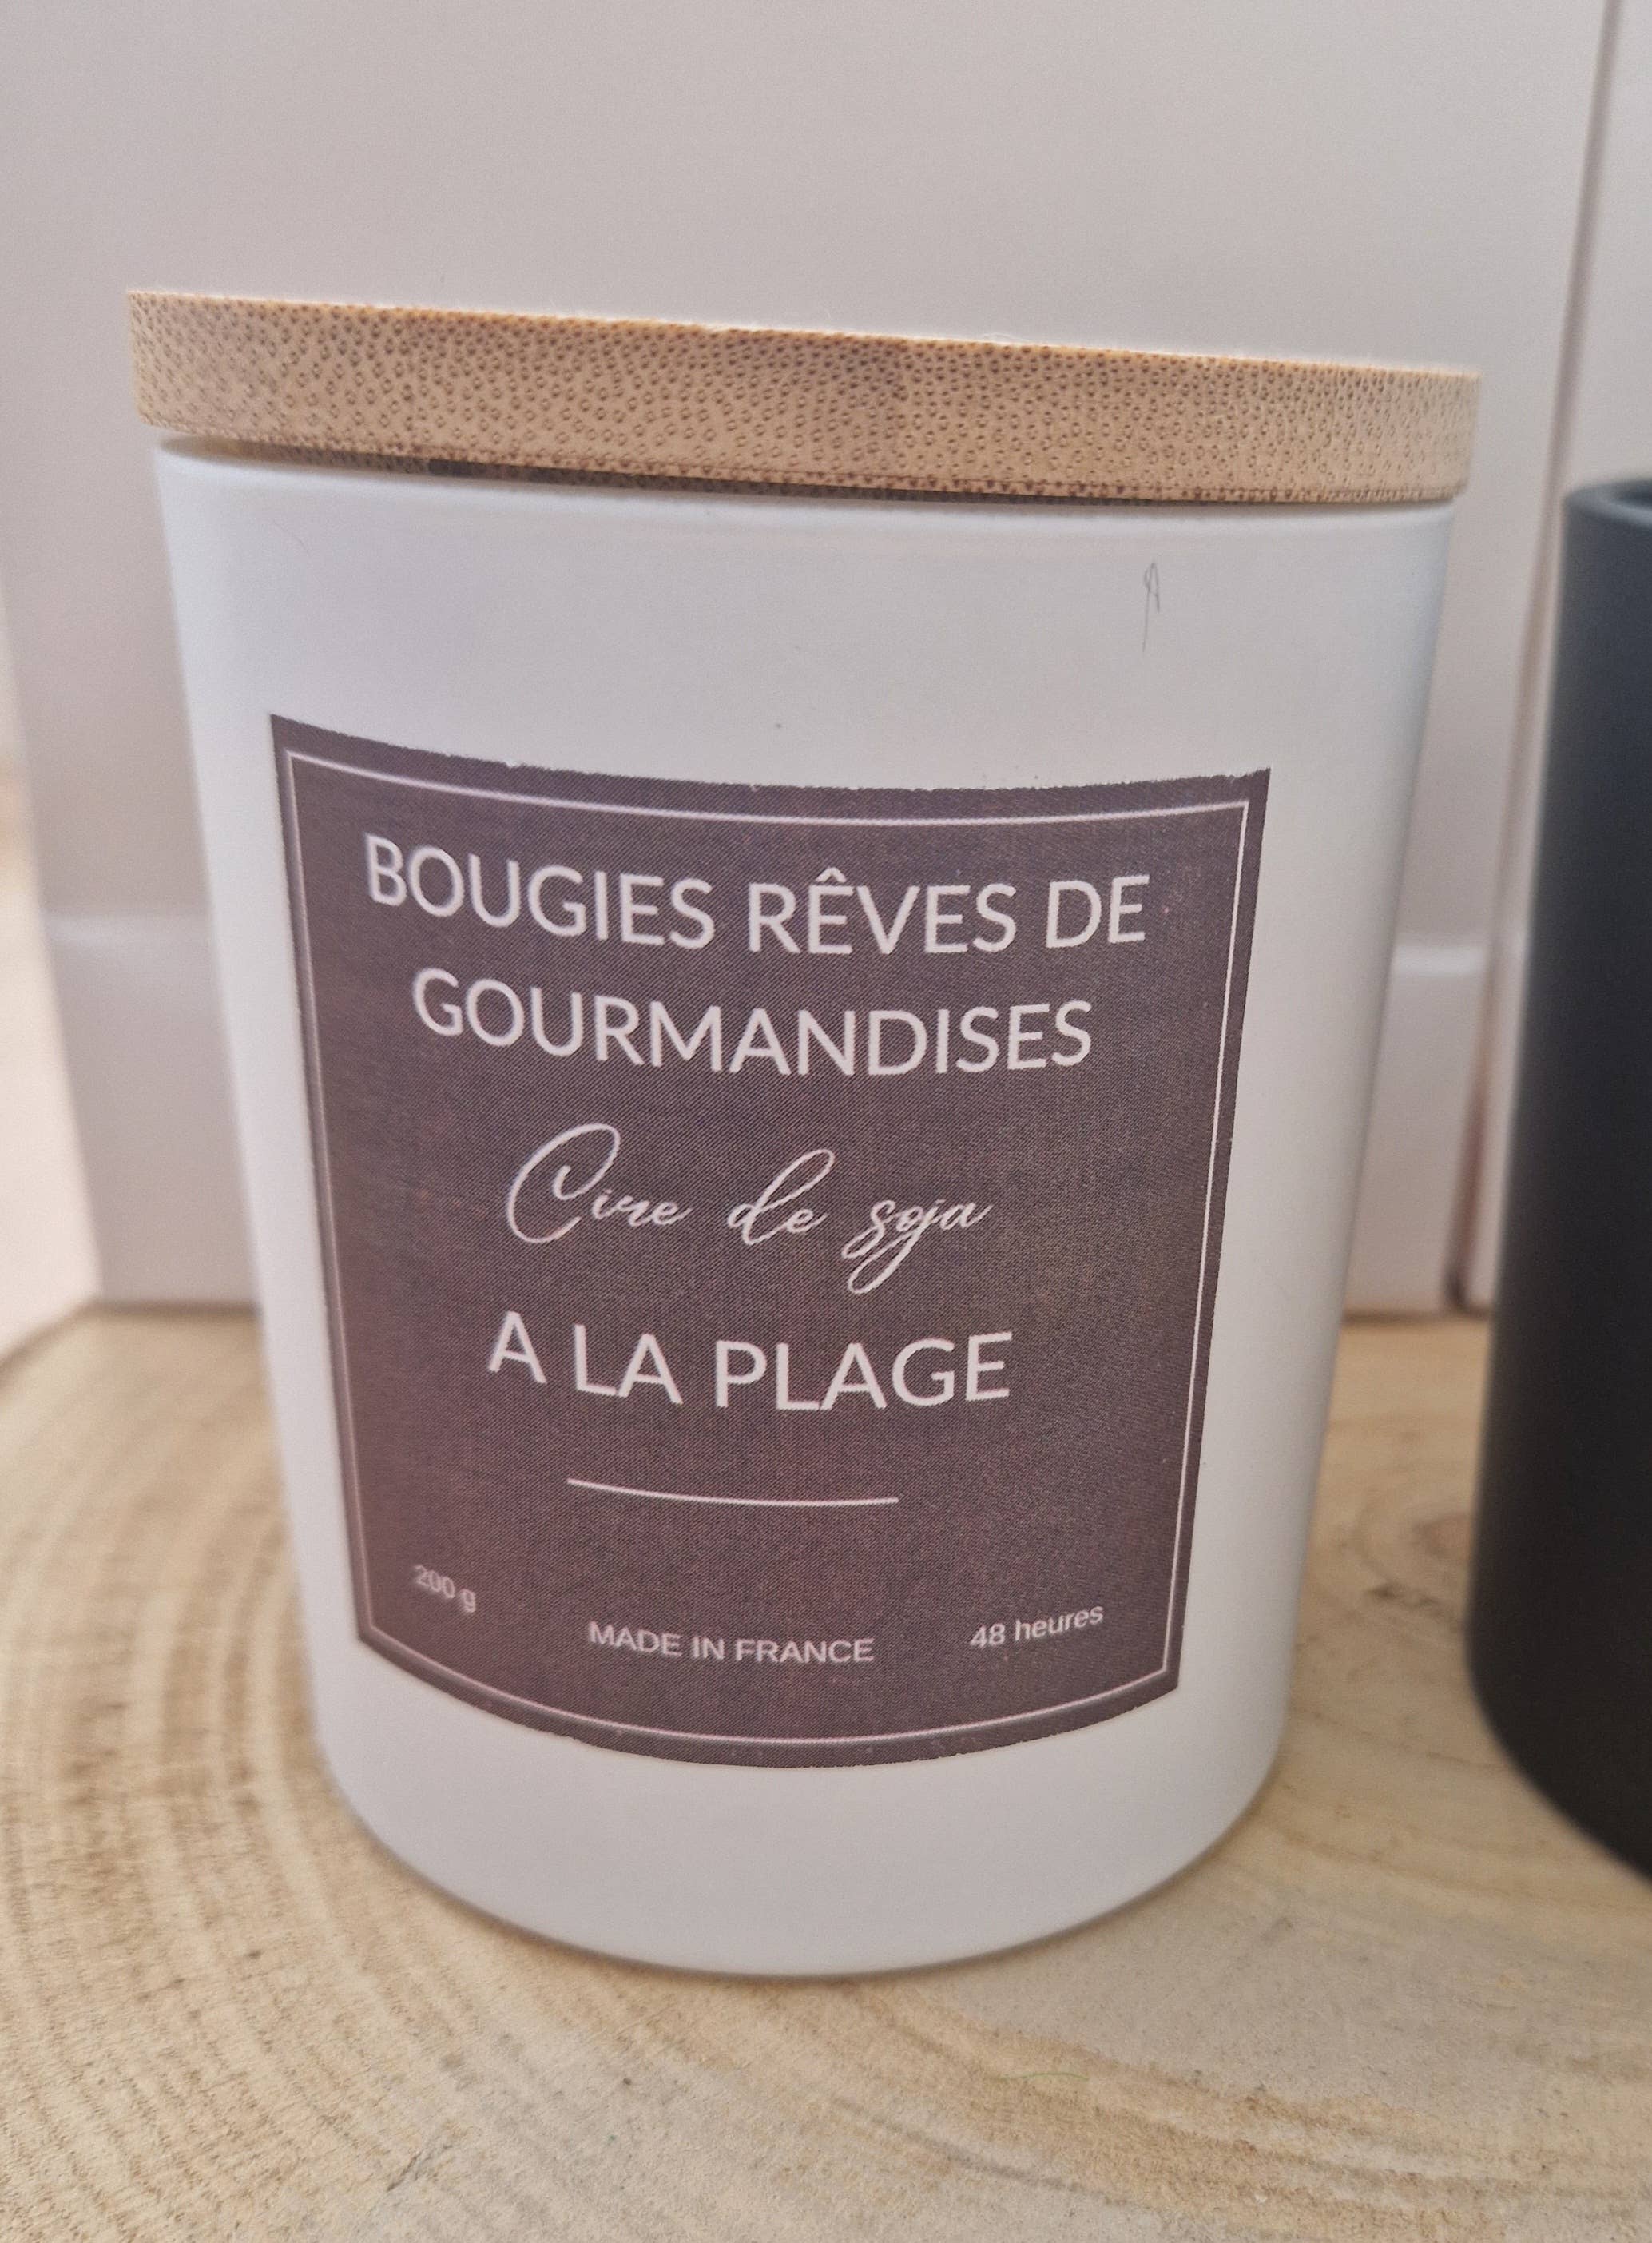 BOUGIES RÊVES DE
GOURMANDISES
Cire de soja
A LA PLAGE
200 g
MADE IN FRANCE
48 heures